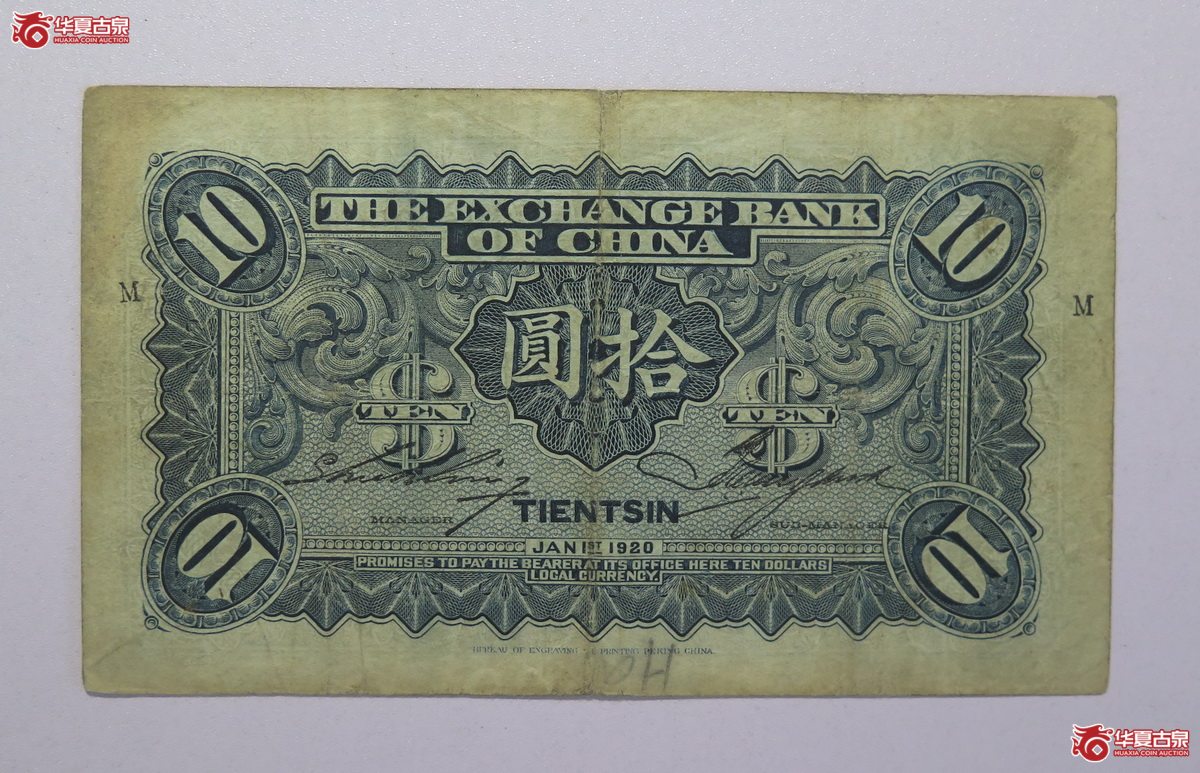 华夏古泉
HUAXIA COIN AUCTION
10
10
THE EXCHANGE BANK
OF CHINA
M
M
圓拾
TEN
TEN
MANAGER
TIENTSIN
SUB-MANAGER
JAN 1ST 1920
PROMISES TO PAY THE BEARER AT ITS OFFICE HERE TEN DOLLARS
LOCAL CURRENCY.
10
10
BUREAU OF ENGRAVING & PRINTING PEKING CHINA.
华夏古泉
HUAXIA COIN AUCTION